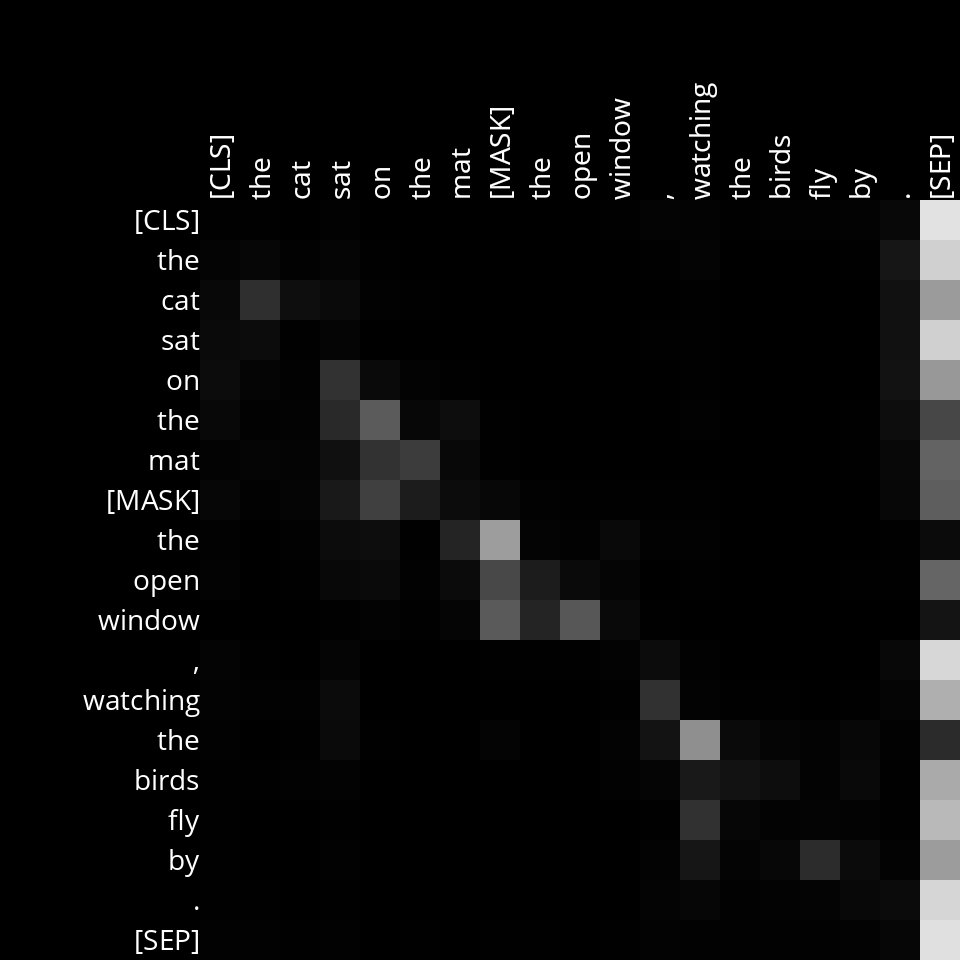 [CLS] the cat sat on the mat [MASK] the open window , watching the birds fly by . [SEP]
[CLS]
the
cat
sat
on
the
mat
[MASK]
the
open
window
,
watching
the
birds
fly
by
.
[SEP]